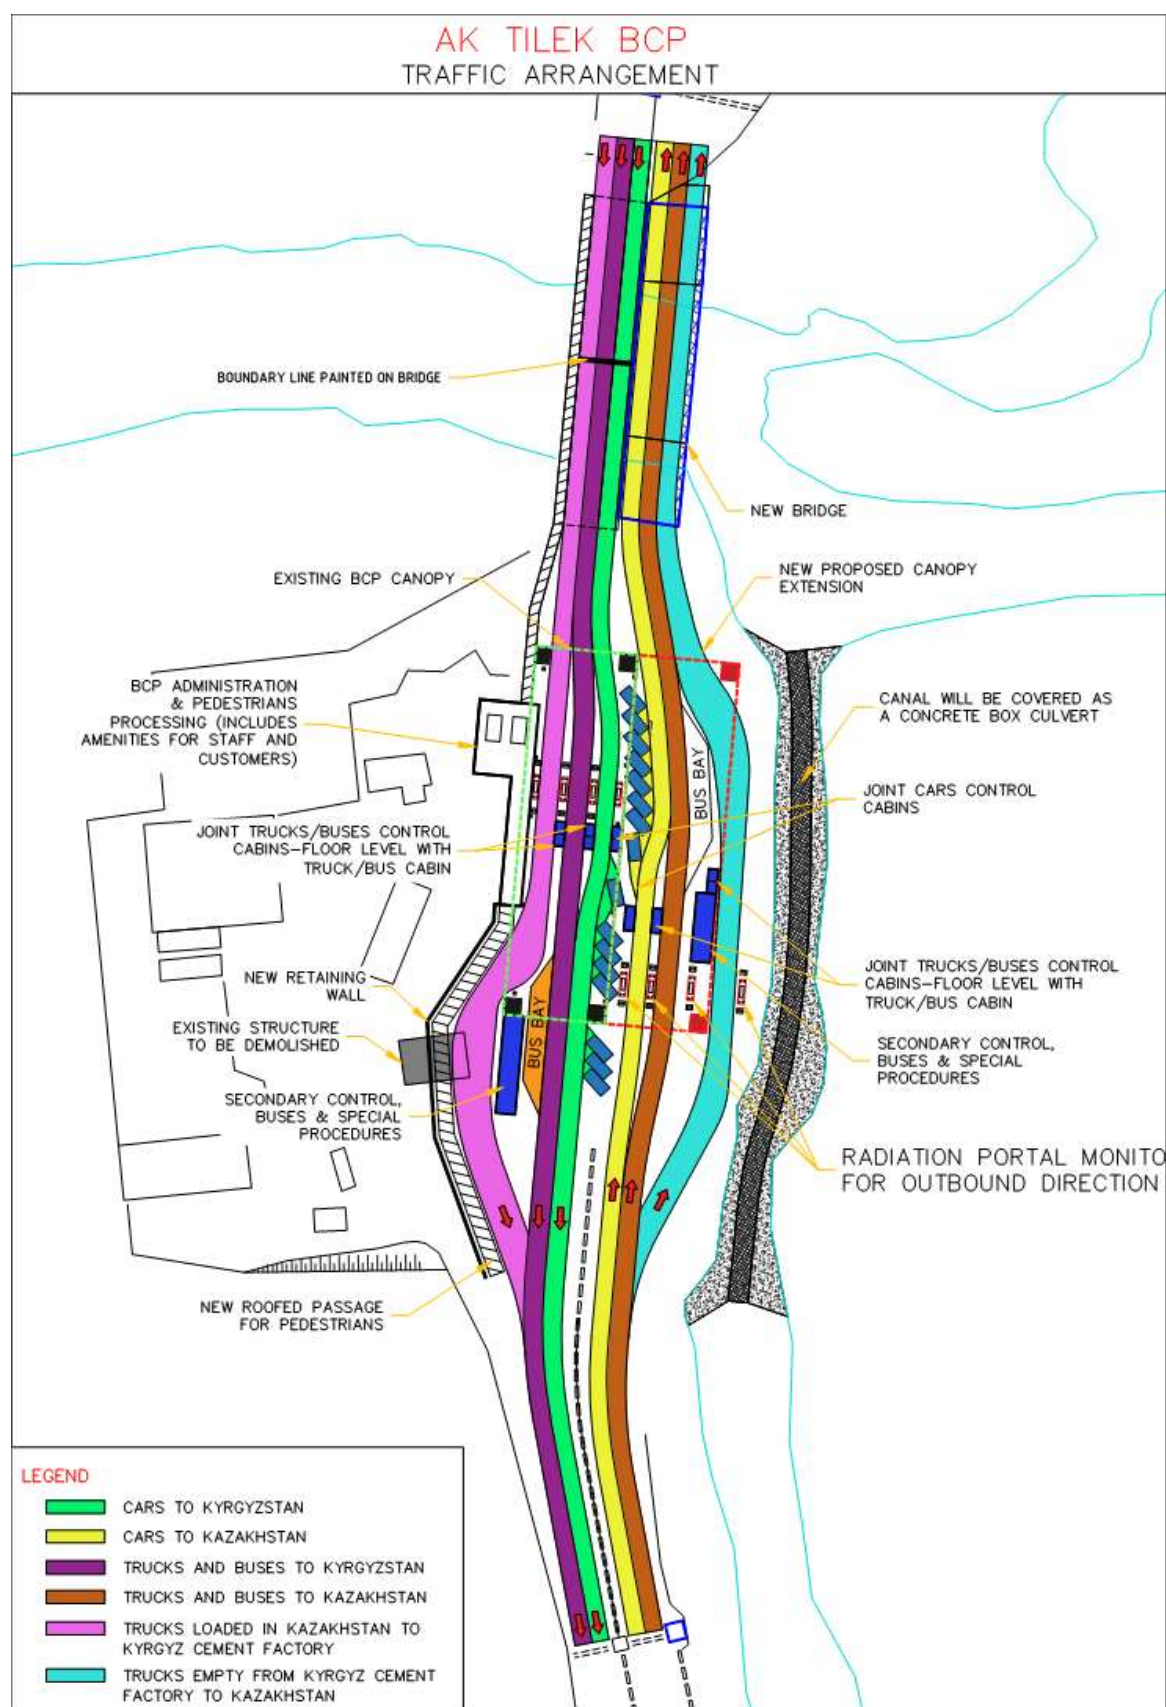 AK TILEK BCP
TRAFFIC ARRANGEMENT
BOUNDARY LINE PAINTED ON BRIDGE
NEW BRIDGE
EXISTING BCP CANOPY
NEW PROPOSED CANOPY
EXTENSION
BCP ADMINISTRATION
& PEDESTRIANS
PROCESSING (INCLUDES
AMENITIES FOR STAFF AND
CUSTOMERS)
CANAL WILL BE COVERED AS
A CONCRETE BOX CULVERT
BUS BAY
JOINT CARS CONTROL
CABINS
JOINT TRUCKS/BUSES CONTROL
CABINS-FLOOR LEVEL WITH
TRUCK/BUS CABIN
NEW RETAINING
WALL
JOINT TRUCKS/BUSES CONTROL
CABINS-FLOOR LEVEL WITH
TRUCK/BUS CABIN
EXISTING STRUCTURE
TO BE DEMOLISHED
BUS BAY
SECONDARY CONTROL,
BUSES & SPECIAL
PROCEDURES
SECONDARY CONTROL,
BUSES & SPECIAL
PROCEDURES
RADIATION PORTAL MONITO
FOR OUTBOUND DIRECTION
NEW ROOFED PASSAGE
FOR PEDESTRIANS
LEGEND
CARS TO KYRGYZSTAN
CARS TO KAZAKHSTAN
TRUCKS AND BUSES TO KYRGYZSTAN
TRUCKS AND BUSES TO KAZAKHSTAN
TRUCKS LOADED IN KAZAKHSTAN TO
KYRGYZ CEMENT FACTORY
TRUCKS EMPTY FROM KYRGYZ CEMENT
FACTORY TO KAZAKHSTAN